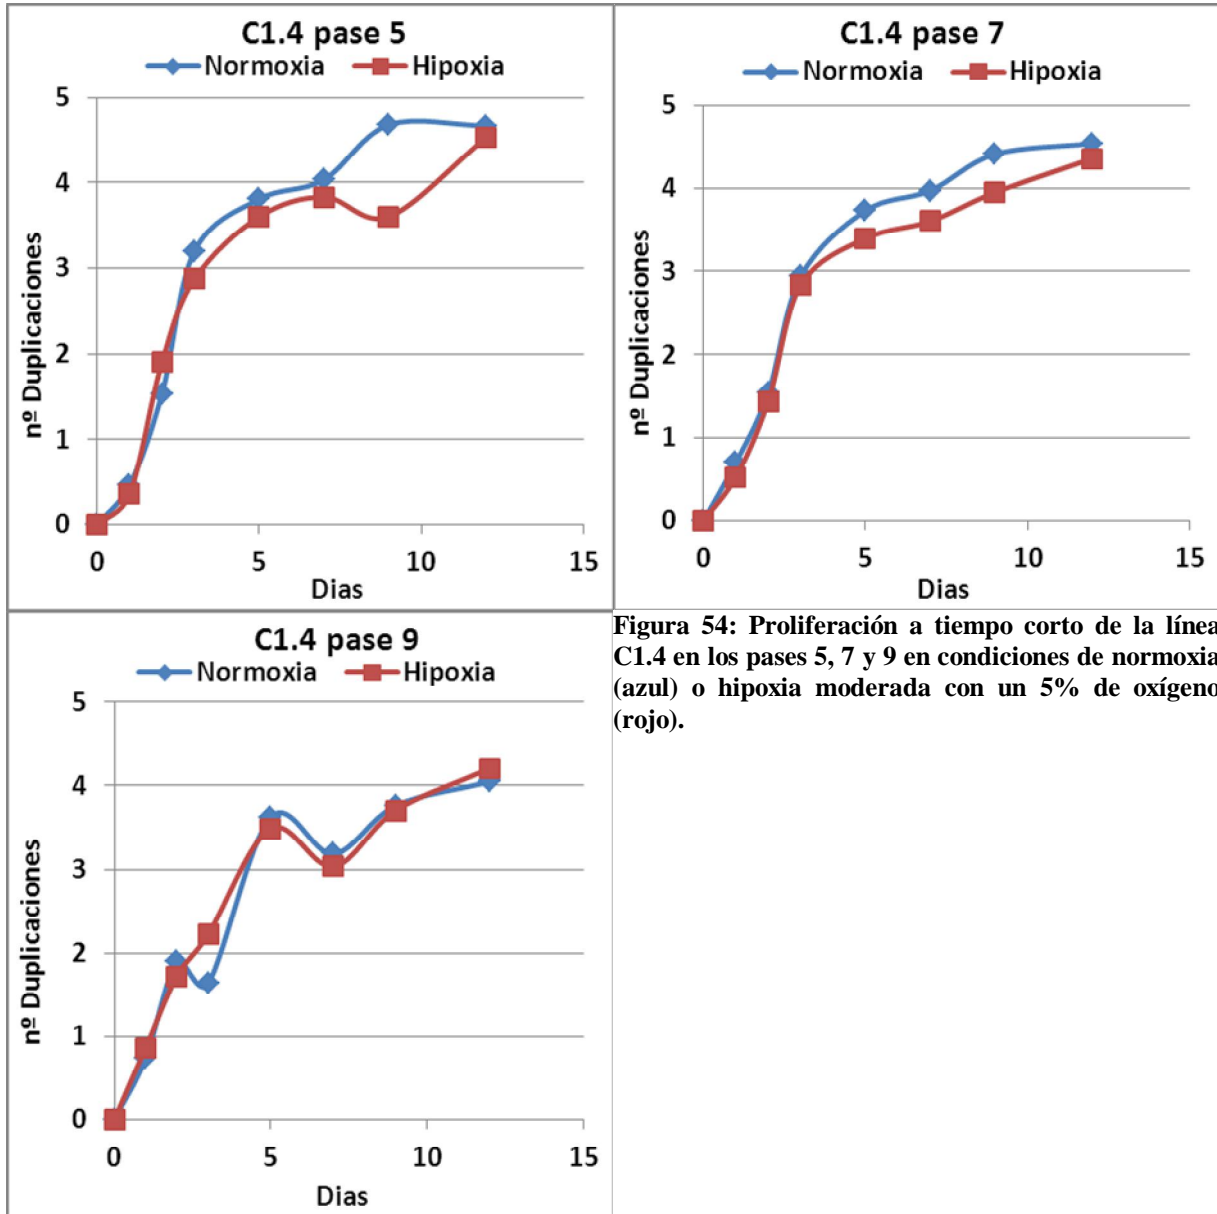 C1.4 pase 5
Normoxia Hipoxia
5
4
3
2
1
0
nº Duplicaciones
0 5 10 15
Dias
C1.4 pase 7
Normoxia Hipoxia
5
4
3
2
1
0
nº Duplicaciones
0 5 10 15
Dias
C1.4 pase 9
Normoxia Hipoxia
5
4
3
2
1
0
nº Duplicaciones
0 5 10 15
Dias
Figura 54: Proliferación a tiempo corto de la línea
C1.4 en los pases 5, 7 y 9 en condiciones de normoxia
(azul) o hipoxia moderada con un 5% de oxígeno
(rojo).